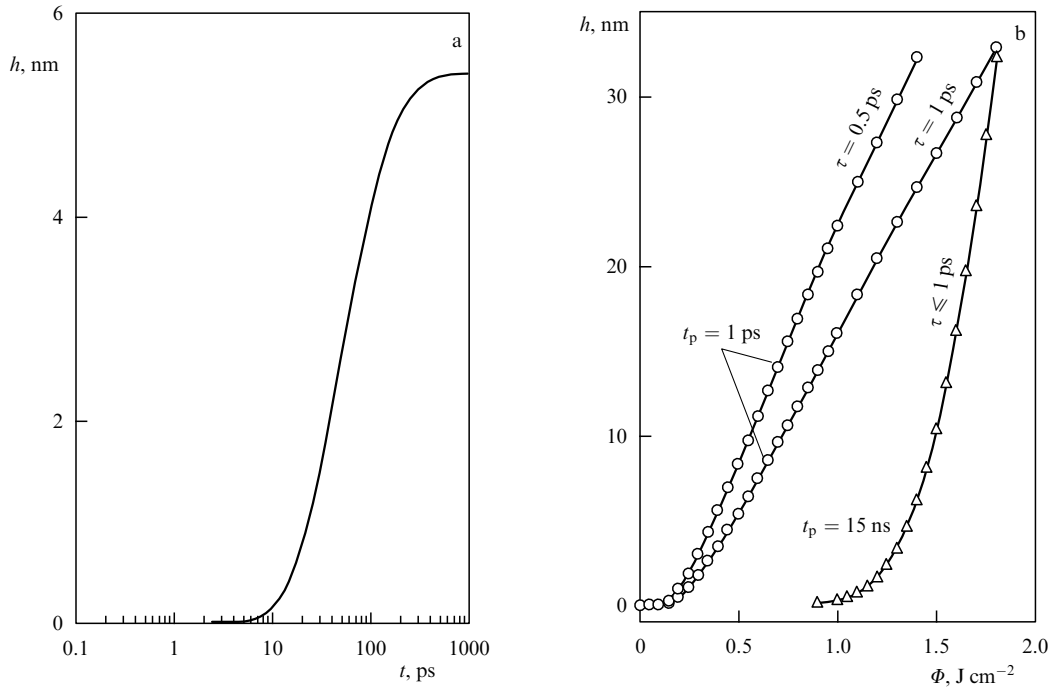 6
a
h, nm
4
2
0
0.1
1
10
100
1000
t, ps
h, nm
b
30
20
10
0
τ = 0.5 ps
τ = 1 ps
τ ⩽ 1 ps
t_p = 1 ps
t_p = 15 ns
0
0.5
1.0
1.5
2.0
Φ, J cm⁻²